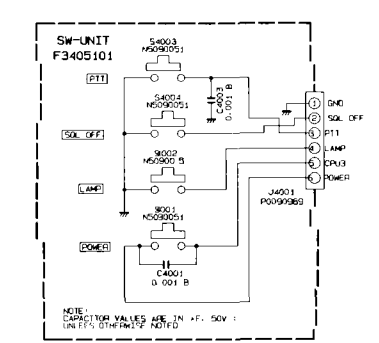 SW-UNIT
F3405101
S4003
N5090051
PTT
C4003
0.001 B
S4004
N5090051
SQL OFF
N5090051
LAMP
N5090051
POWER
C4001
0.001 B
1 GND
2 SQL OFF
3 PTT
4 LAMP
5 CPU3
6 POWER
J4001
P0090969
NOTE:
CAPACITOR VALUES ARE IN 50V
UNLESS OTHERWISE NOTED